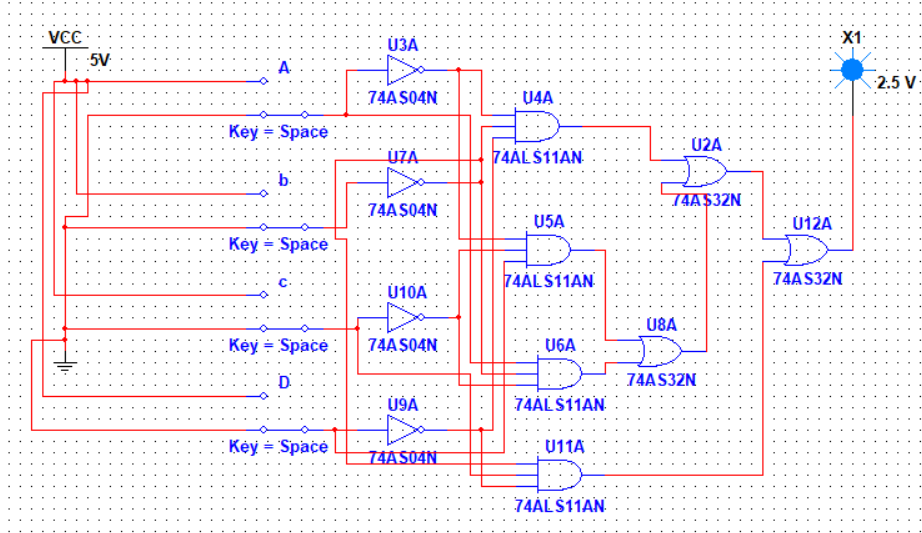 VCC
5V
X1
2.5 V
A
Key = Space
U3A
74AS04N
U4A
74ALS11AN
U7A
74AS04N
U2A
74AS32N
b
Key = Space
U5A
74ALS11AN
U12A
74AS32N
c
Key = Space
U10A
74AS04N
U8A
74AS32N
U6A
74ALS11AN
D
Key = Space
U9A
74AS04N
U11A
74ALS11AN